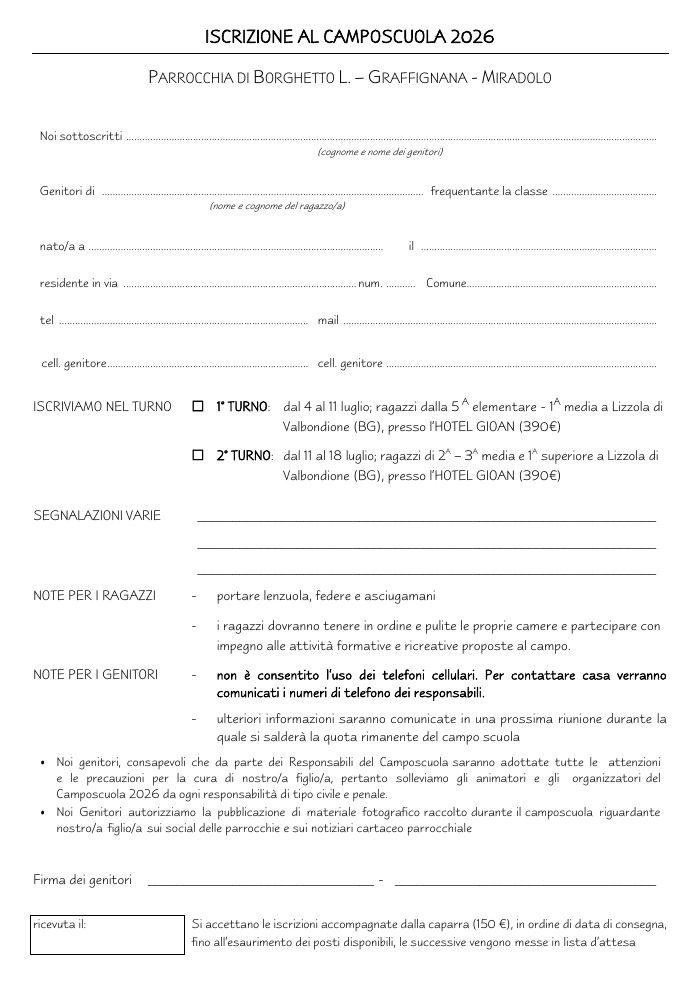 ISCRIZIONE AL CAMPOSCUOLA 2026
PARROCCHIA DI BORGHETTO L. – GRAFFIGNANA - MIRADOLO
Noi sottoscritti ................................................................
(cognome e nome dei genitori)
Genitori di ................................ frequentante la classe ................
(nome e cognome del ragazzo/a)
nato/a a ................................ il ................................
residente in via ................................ num. ........... Comune................................
tel ................................ mail ................................
cell. genitore................................ cell. genitore ................................
ISCRIVIAMO NEL TURNO ☐ 1° TURNO: dal 4 al 11 luglio; ragazzi dalla 5 A elementare - 1A media a Lizzola di
Valbondione (BG), presso l'HOTEL GIOAN (390€)
☐ 2° TURNO: dal 11 al 18 luglio; ragazzi di 2A – 3A media e 1A superiore a Lizzola di
Valbondione (BG), presso l'HOTEL GIOAN (390€)
SEGNALAZIONI VARIE
NOTE PER I RAGAZZI - portare lenzuola, federe e asciugamani
- i ragazzi dovranno tenere in ordine e pulite le proprie camere e partecipare con
impegno alle attività formative e ricreative proposte al campo.
NOTE PER I GENITORI - non è consentito l'uso dei telefoni cellulari. Per contattare casa verranno
comunicati i numeri di telefono dei responsabili.
- ulteriori informazioni saranno comunicate in una prossima riunione durante la
quale si salderà la quota rimanente del campo scuola
• Noi genitori, consapevoli che da parte dei Responsabili del Camposcuola saranno adottate tutte le attenzioni
e le precauzioni per la cura di nostro/a figlio/a, pertanto solleviamo gli animatori e gli organizzatori del
Camposcuola 2026 da ogni responsabilità di tipo civile e penale.
• Noi Genitori autorizziamo la pubblicazione di materiale fotografico raccolto durante il camposcuola riguardante
nostro/a figlio/a sui social delle parrocchie e sui notiziari cartaceo parrocchiale
Firma dei genitori ________________ - ________________
ricevuta il: Si accettano le iscrizioni accompagnate dalla caparra (150 €), in ordine di data di consegna,
fino all'esaurimento dei posti disponibili, le successive vengono messe in lista d'attesa